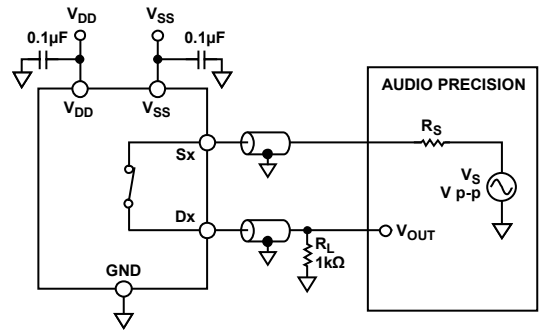 VDD
VSS
0.1µF
0.1µF
VDD
VSS
AUDIO PRECISION
Sx
RS
VS
V p-p
Dx
RL
1kΩ
VOUT
GND